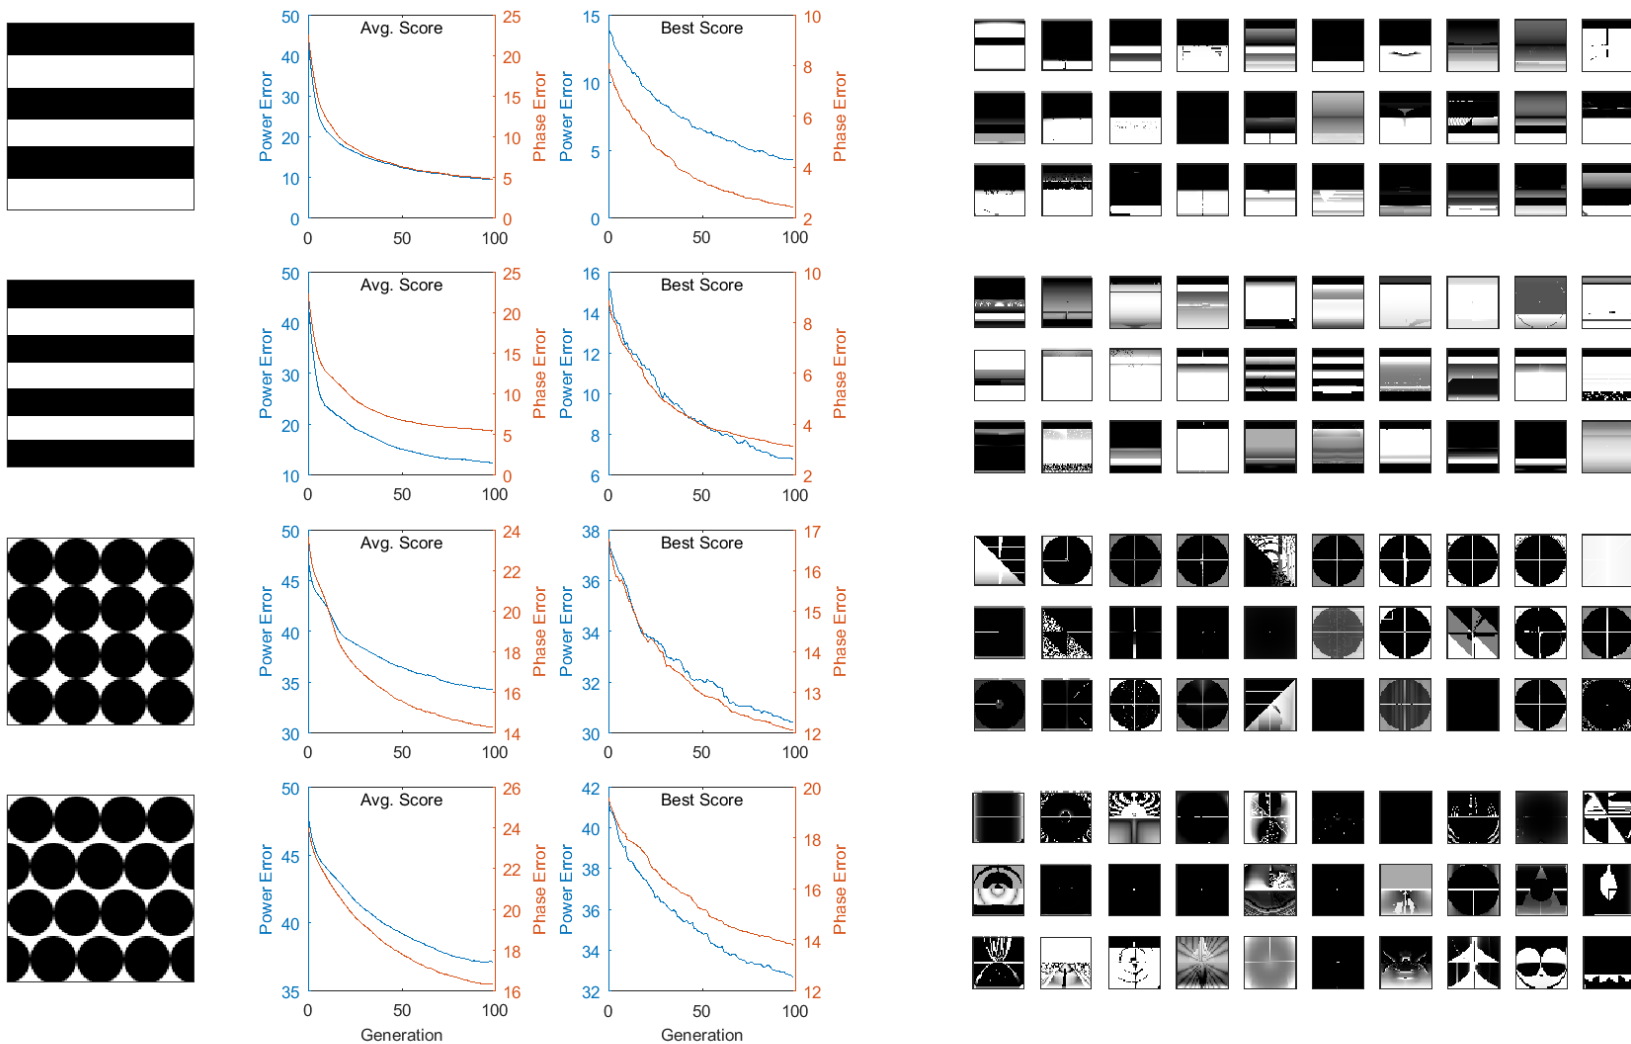 50 25 15 10
Avg. Score Best Score
40 20
30 15 10 8
Power Error Phase Error Power Error Phase Error
20 10 6
10 5 5 4
0 0 0 2
0 50 100 0 50 100
50 25 16 10
Avg. Score Best Score
40 20 14 8
12
30 15 6
Power Error Phase Error Power Error Phase Error
10 10
20 5 8 4
10 0 6 2
0 50 100 0 50 100
50 24 38 17
Avg. Score Best Score
22 16
45 36
20 15
Power Error Phase Error Power Error Phase Error
40 34
18 14
35 16 32 13
30 14 30 12
0 50 100 0 50 100
50 26 42 20
Avg. Score Best Score
24 40 18
45 22 38
Power Error Phase Error Power Error Phase Error
20 36 16
40 18 34 14
35 16 32 12
0 50 100 0 50 100
Generation Generation